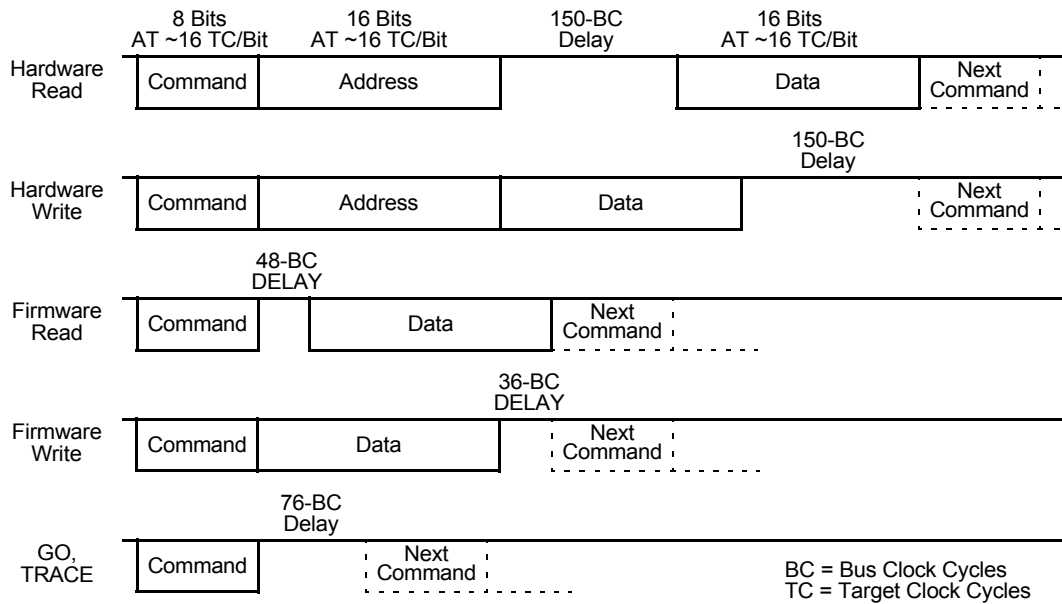 8 Bits
AT ~16 TC/Bit
16 Bits
AT ~16 TC/Bit
150-BC
Delay
16 Bits
AT ~16 TC/Bit
Hardware
Read
Command
Address
Data
Next
Command
150-BC
Delay
Hardware
Write
Command
Address
Data
Next
Command
48-BC
DELAY
Firmware
Read
Command
Data
Next
Command
36-BC
DELAY
Firmware
Write
Command
Data
Next
Command
76-BC
Delay
GO,
TRACE
Command
Next
Command
BC = Bus Clock Cycles
TC = Target Clock Cycles